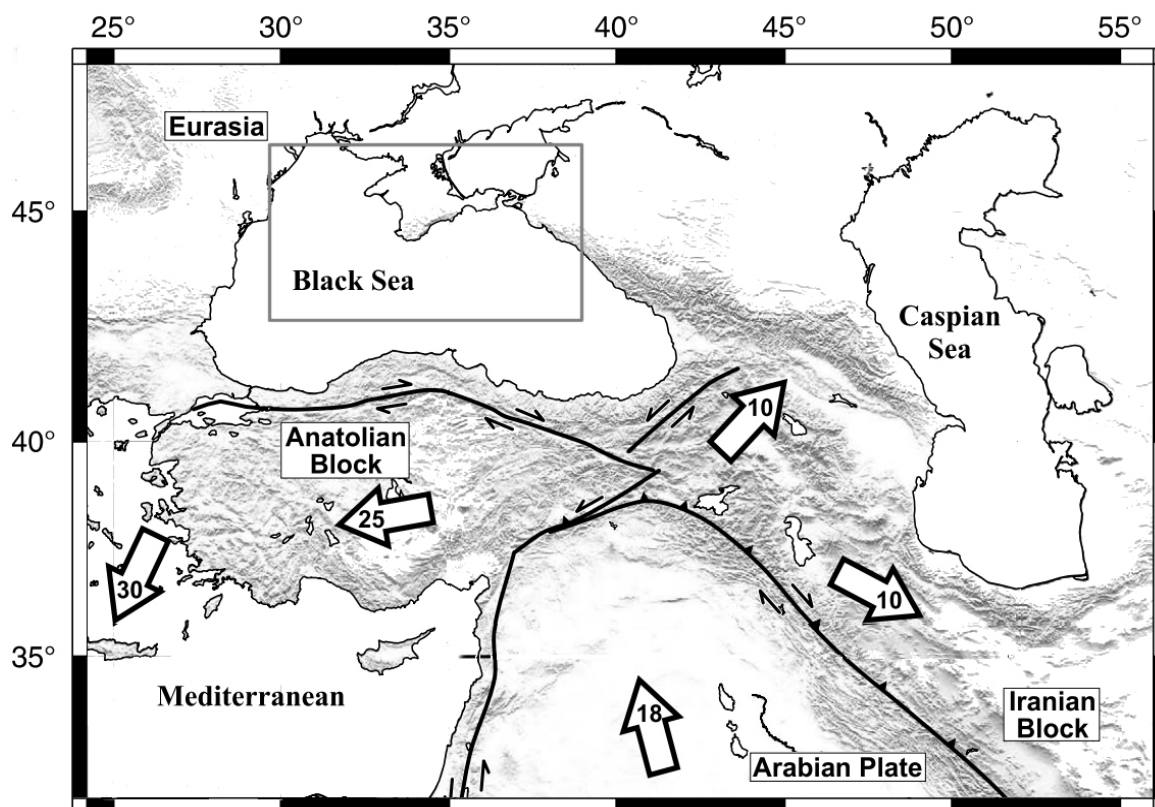 25° 30° 35° 40° 45° 50° 55°
Eurasia
45°
Black Sea
Caspian
Sea
10
40°
Anatolian
Block
25
30
10
35°
Mediterranean
18
Iranian
Block
Arabian Plate